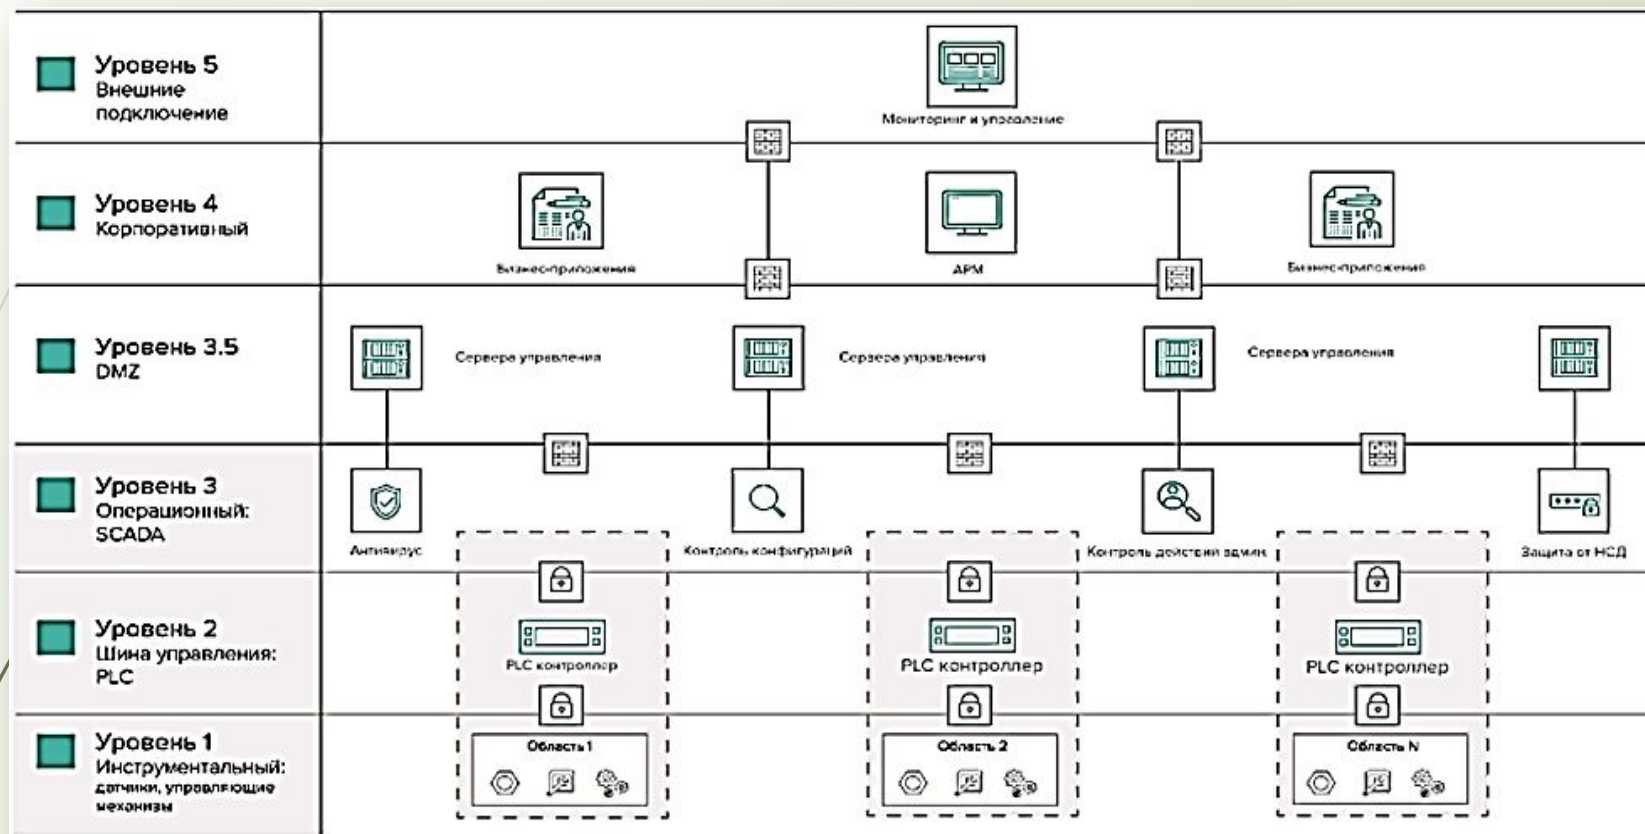 Уровень 5
Внешние
подключение
Мониторинг и управление
Уровень 4
Корпоративный
Бизнес-приложения
АРМ
Бизнес-приложения
Уровень 3.5
DMZ
Сервера управления
Сервера управления
Сервера управления
Уровень 3
Операционный:
SCADA
Антивирус
Контроль конфигураций
Контроль действий админ.
Защита от НСД
Уровень 2
Шина управления:
PLC
PLC контроллер
PLC контроллер
PLC контроллер
Уровень 1
Инструментальный:
датчики, управляющие
механизмы
Область 1
Область 2
Область N